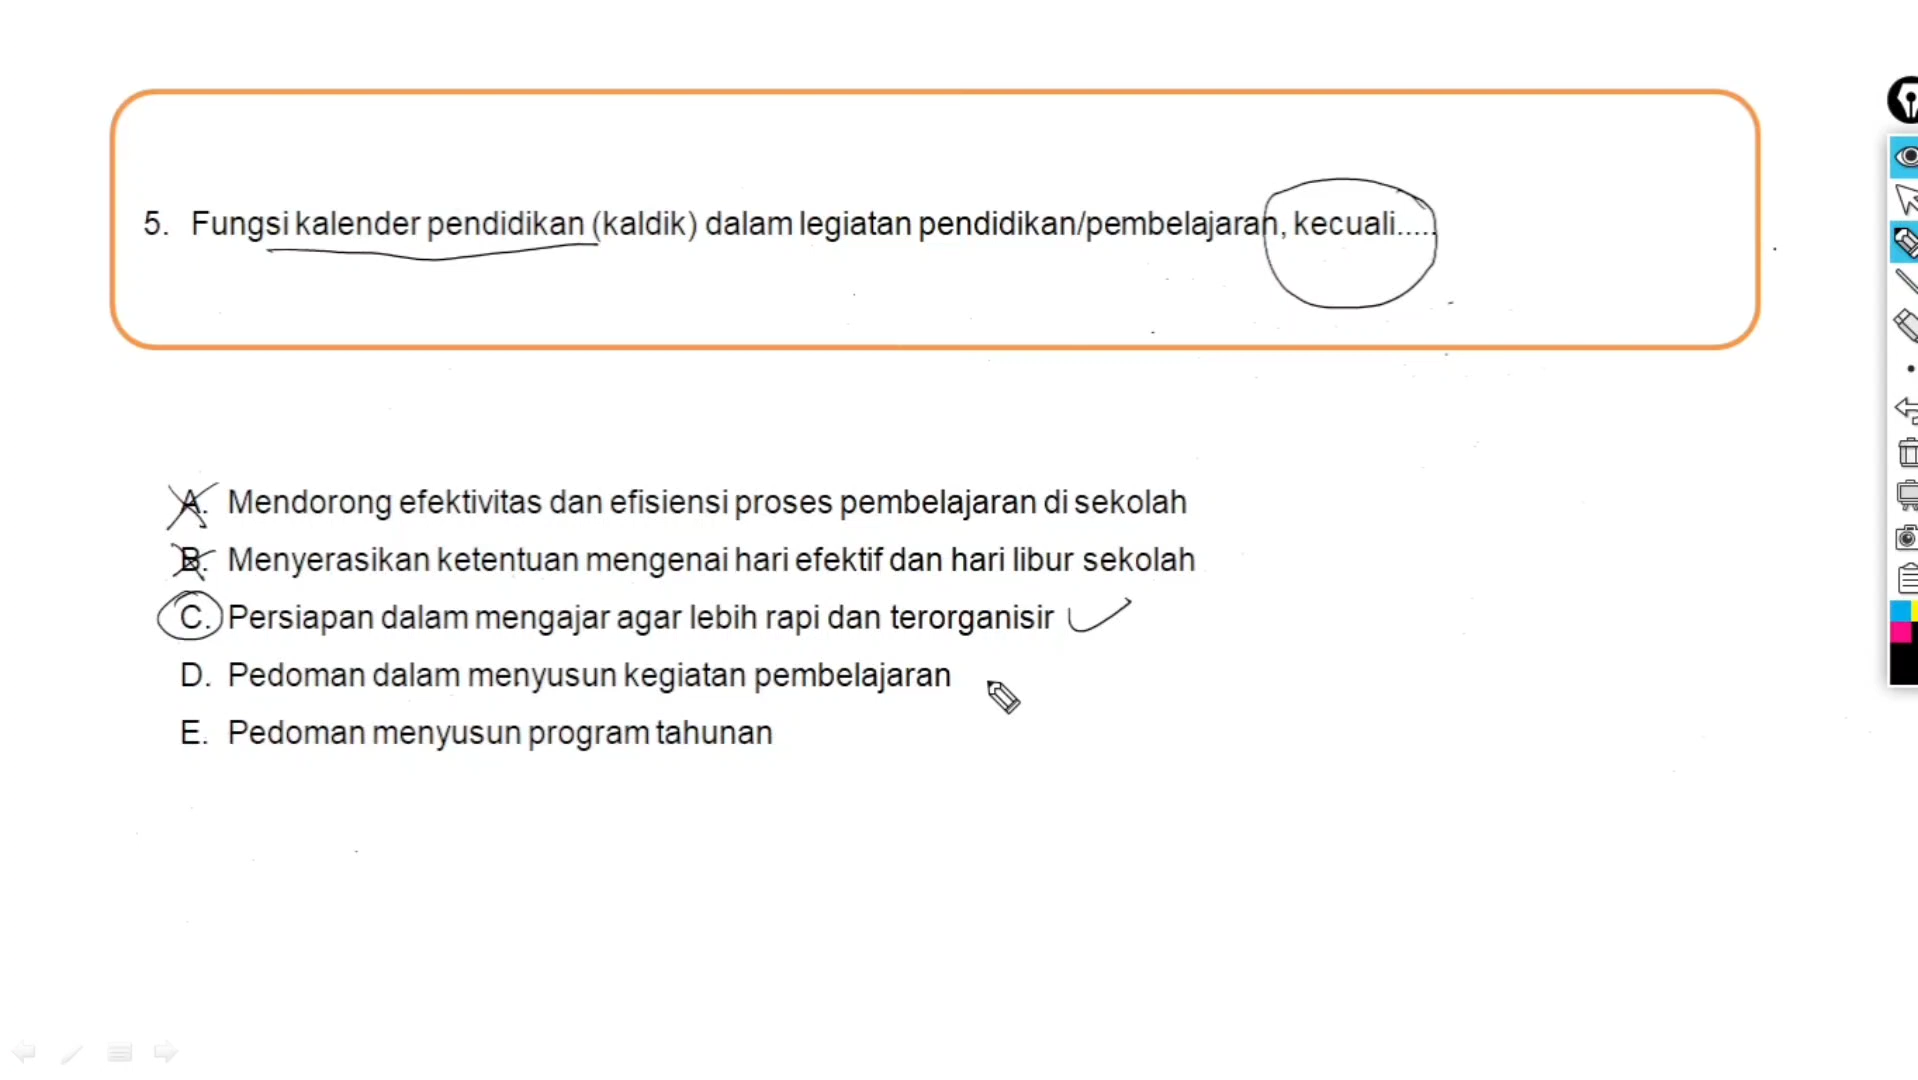 5. Fungsi kalender pendidikan (kaldik) dalam legiatan pendidikan/pembelajaran, kecuali.....
A. Mendorong efektivitas dan efisiensi proses pembelajaran di sekolah
B. Menyerasikan ketentuan mengenai hari efektif dan hari libur sekolah
C. Persiapan dalam mengajar agar lebih rapi dan terorganisir
D. Pedoman dalam menyusun kegiatan pembelajaran
E. Pedoman menyusun program tahunan